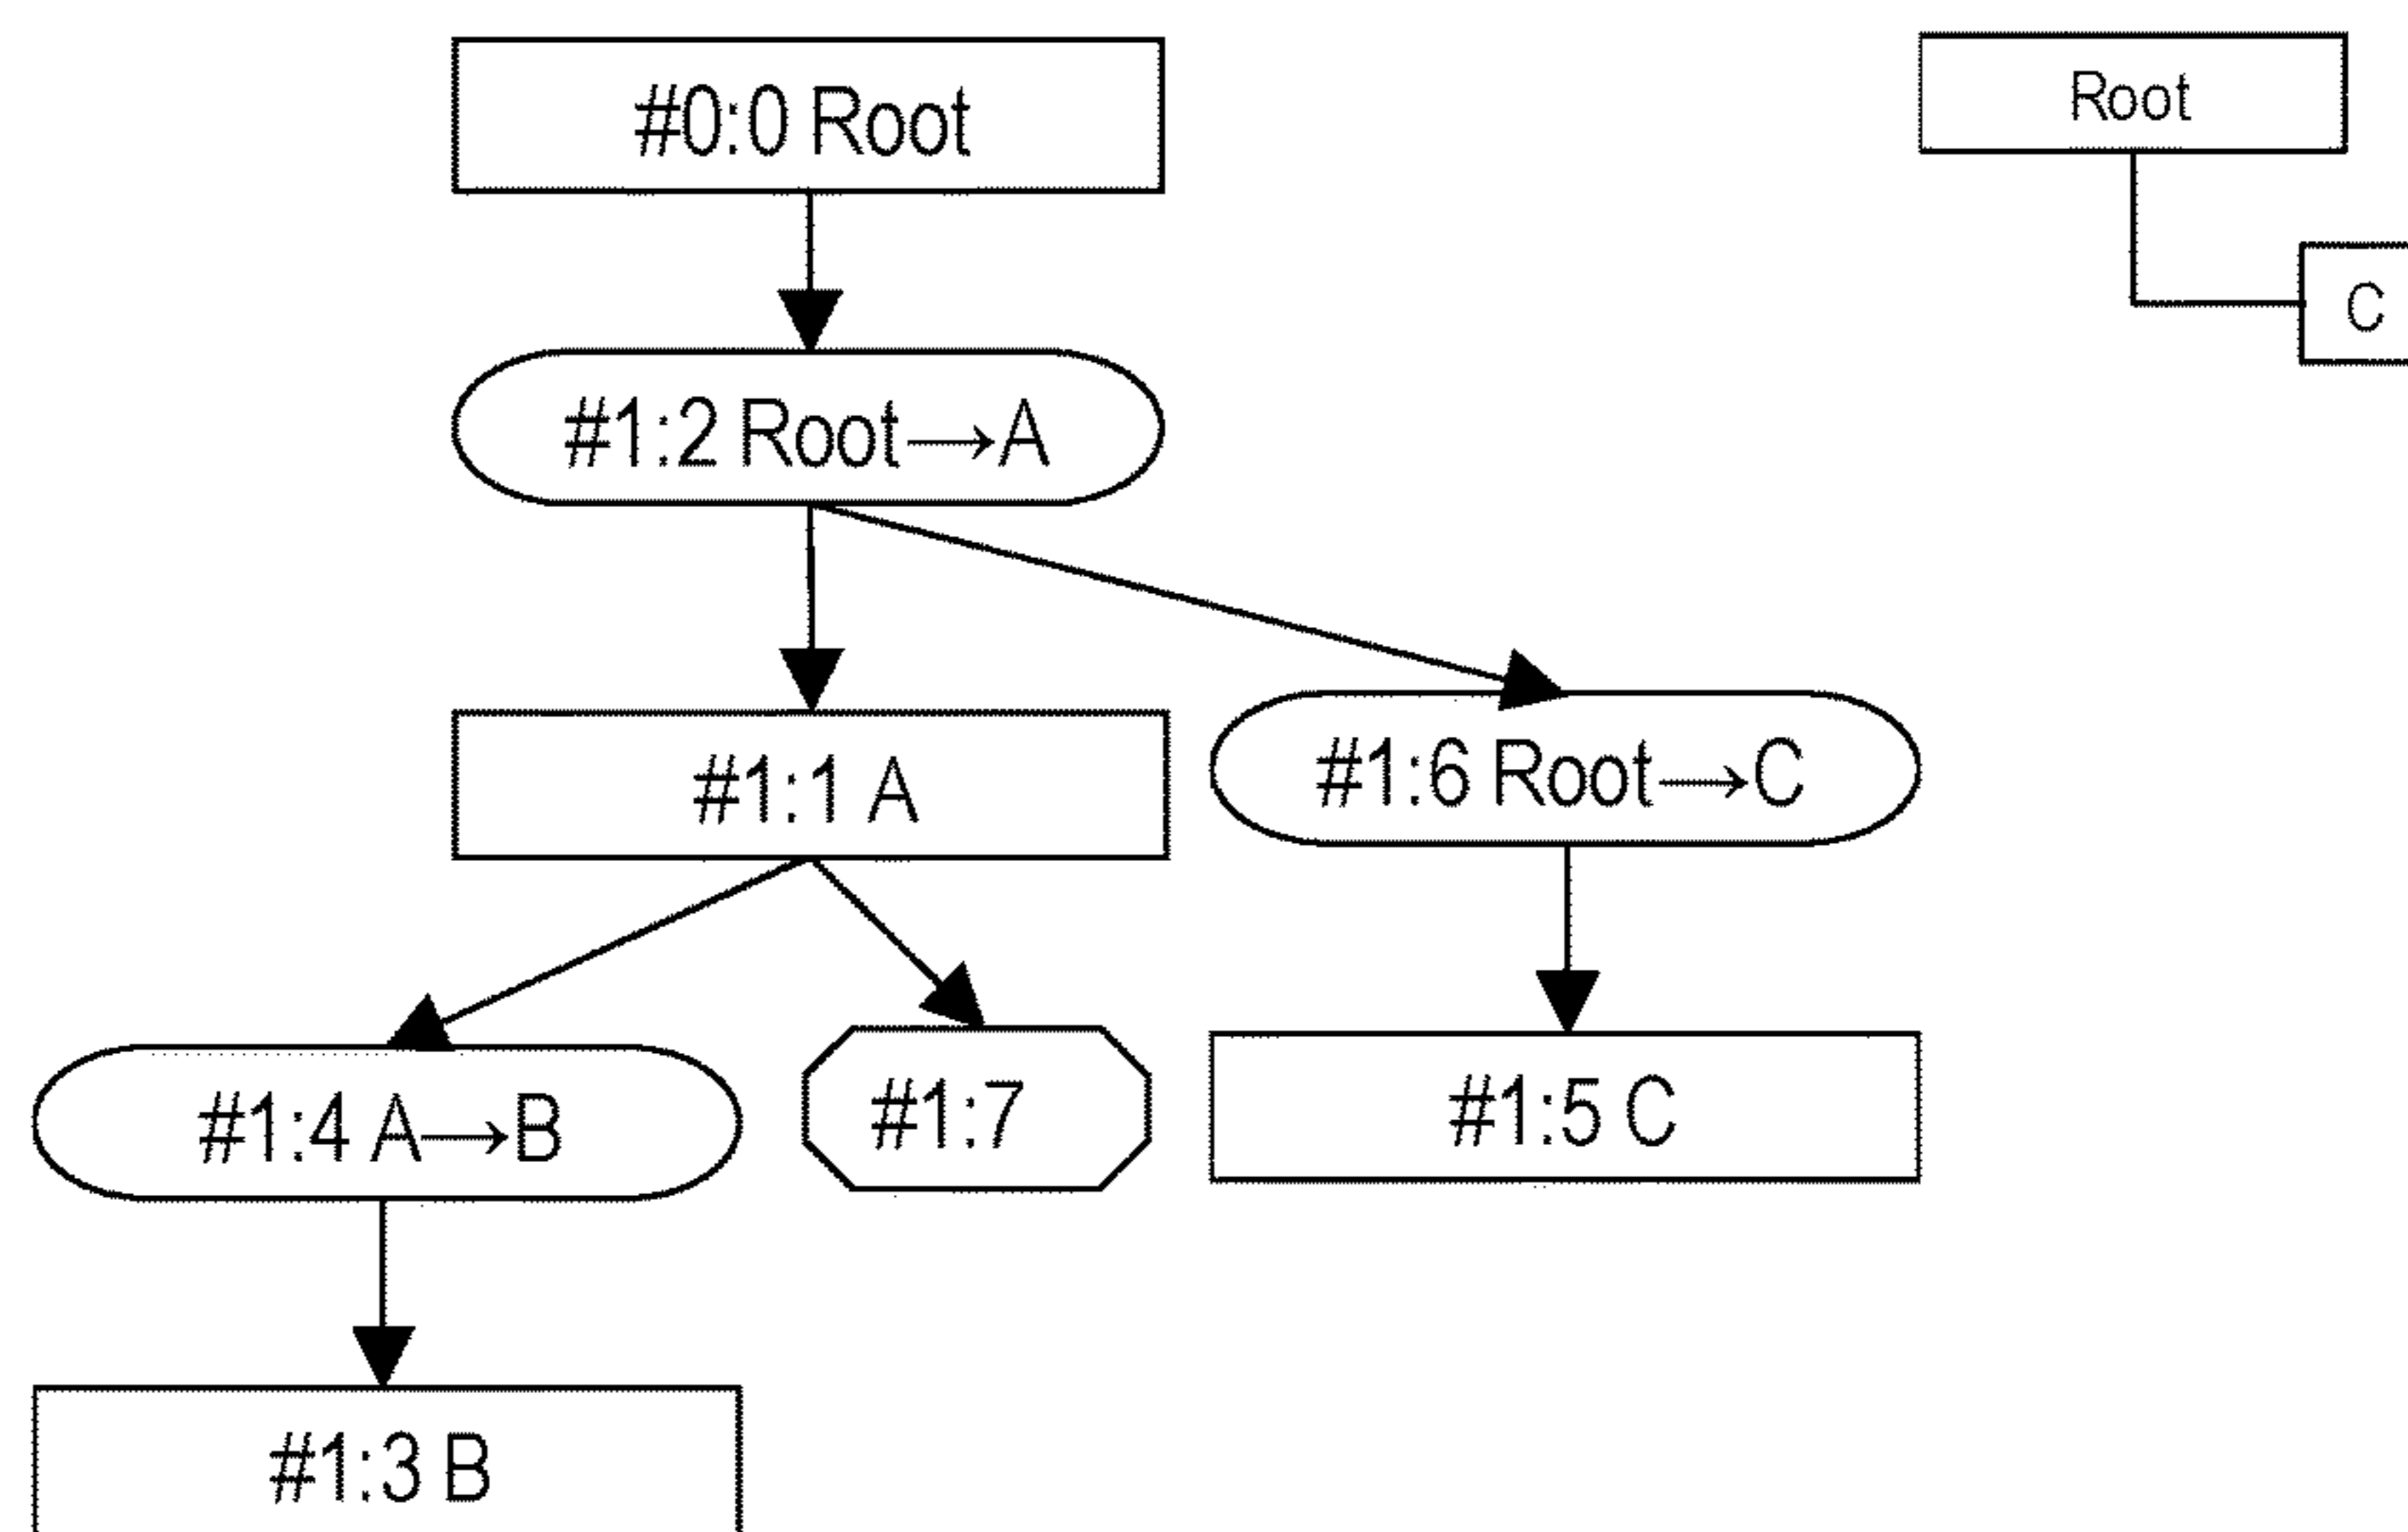 #0:0 Root
Root
C
#1:2 Root→A
#1:1 A
#1:6 Root→C
#1:4 A→B
#1:7
#1:5 C
#1:3 B